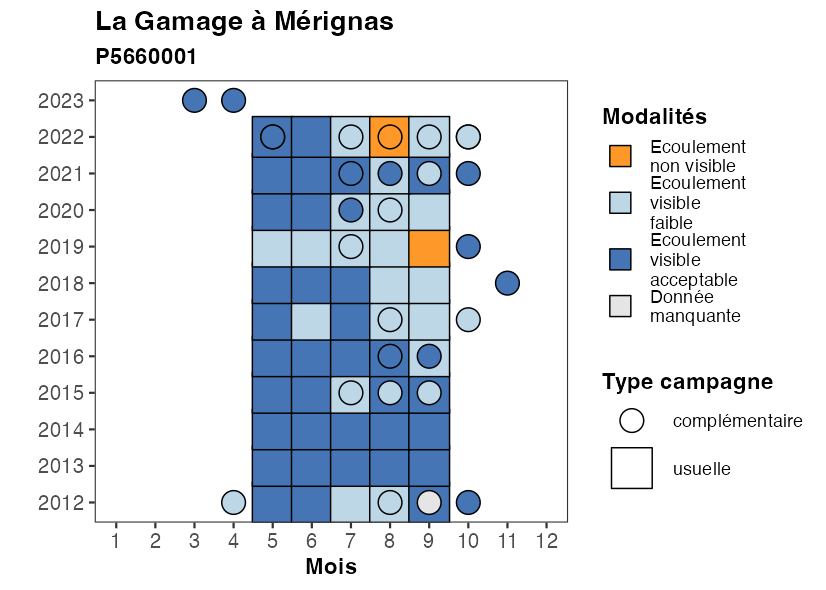 La Gamage à Mérignas
P5660001
2023
2022
2021
2020
2019
2018
2017
2016
2015
2014
2013
2012
1 2 3 4 5 6 7 8 9 10 11 12
Mois
Modalités
Ecoulement
non visible
Ecoulement
visible
faible
Ecoulement
visible
acceptable
Donnée
manquante
Type campagne
complémentaire
usuelle